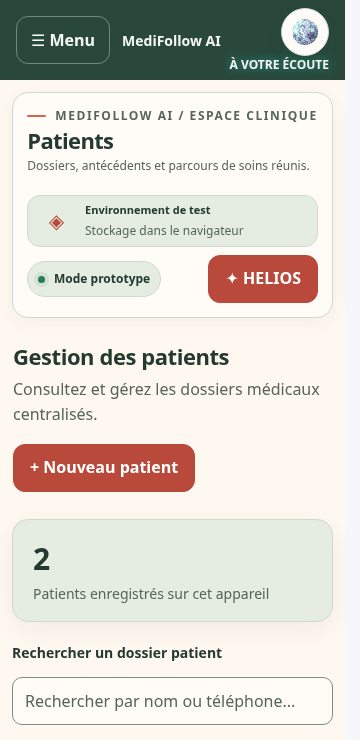 ☰ Menu
MediFollow AI
À VOTRE ÉCOUTE
MEDIFOLLOW AI / ESPACE CLINIQUE
Patients
Dossiers, antécédents et parcours de soins réunis.
Environnement de test
Stockage dans le navigateur
Mode prototype
✦ HELIOS
Gestion des patients
Consultez et gérez les dossiers médicaux
centralisés.
+ Nouveau patient
2
Patients enregistrés sur cet appareil
Rechercher un dossier patient
Rechercher par nom ou téléphone...